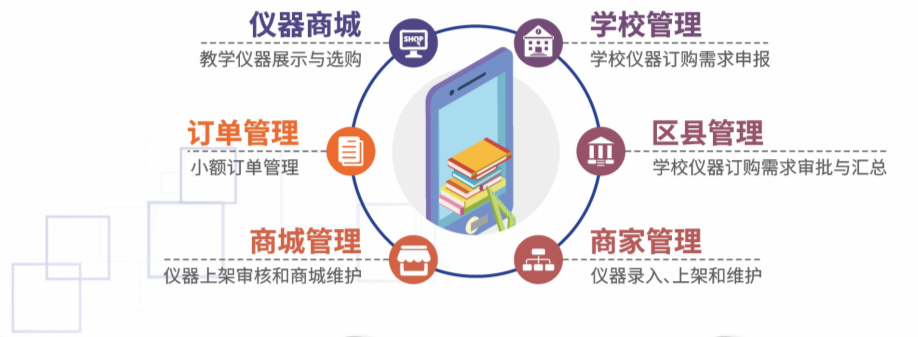 仪器商城
教学仪器展示与选购
SHOP
学校管理
学校仪器订购需求申报
订单管理
小额订单管理
区县管理
学校仪器订购需求审批与汇总
商城管理
仪器上架审核和商城维护
商家管理
仪器录入、上架和维护